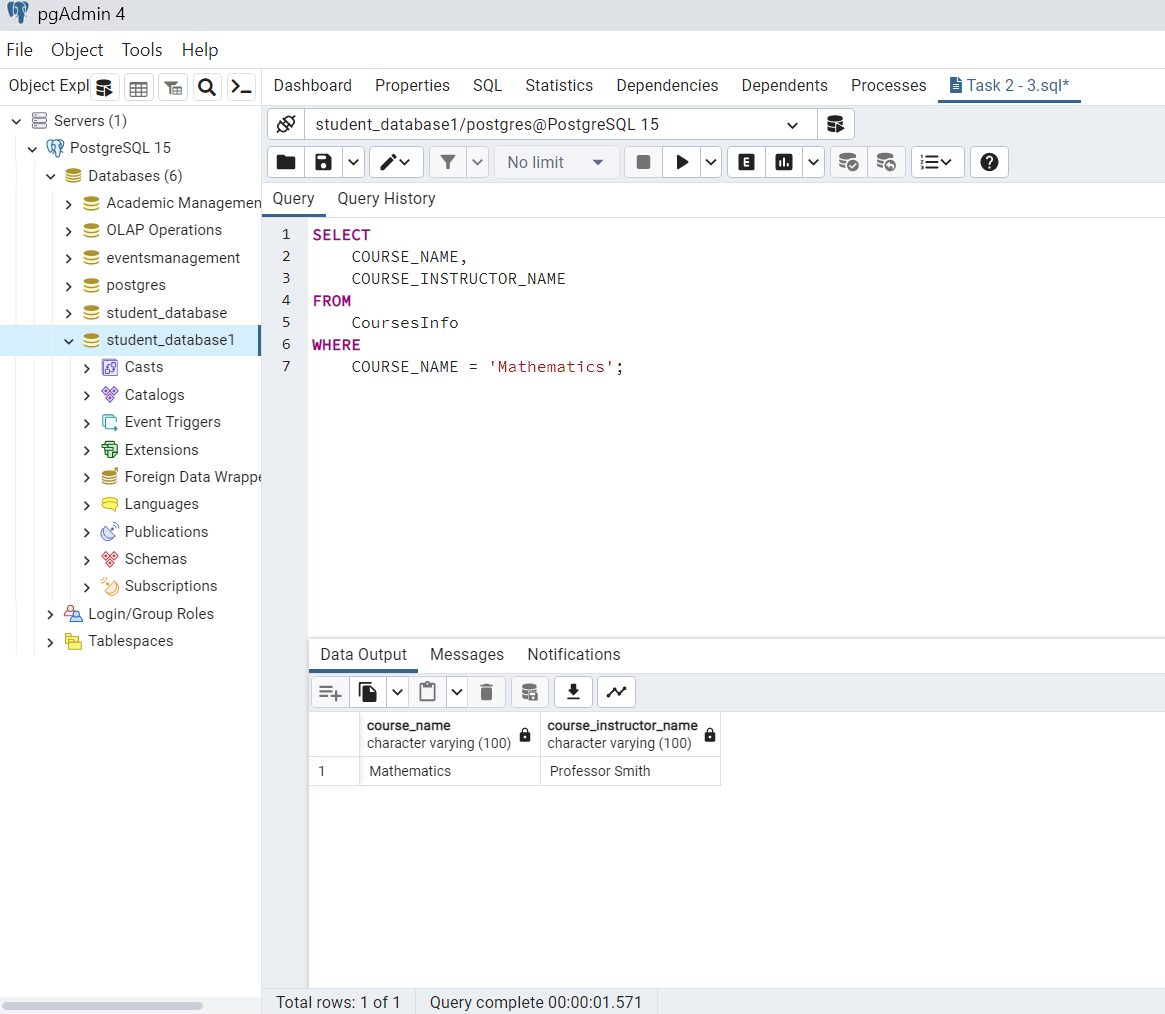 pgAdmin 4
File Object Tools Help
Object Expl
Dashboard Properties SQL Statistics Dependencies Dependents Processes Task 2 - 3.sql*
Servers (1)
PostgreSQL 15
Databases (6)
Academic Managemen
OLAP Operations
eventsmanagement
postgres
student_database
student_database1
Casts
Catalogs
Event Triggers
Extensions
Foreign Data Wrappe
Languages
Publications
Schemas
Subscriptions
Login/Group Roles
Tablespaces
student_database1/postgres@PostgreSQL 15
No limit
E
Query Query History
1 SELECT
2 COURSE_NAME,
3 COURSE_INSTRUCTOR_NAME
4 FROM
5 CoursesInfo
6 WHERE
7 COURSE_NAME = 'Mathematics';
Data Output Messages Notifications
course_name course_instructor_name
character varying (100) character varying (100)
1 Mathematics Professor Smith
Total rows: 1 of 1 Query complete 00:00:01.571